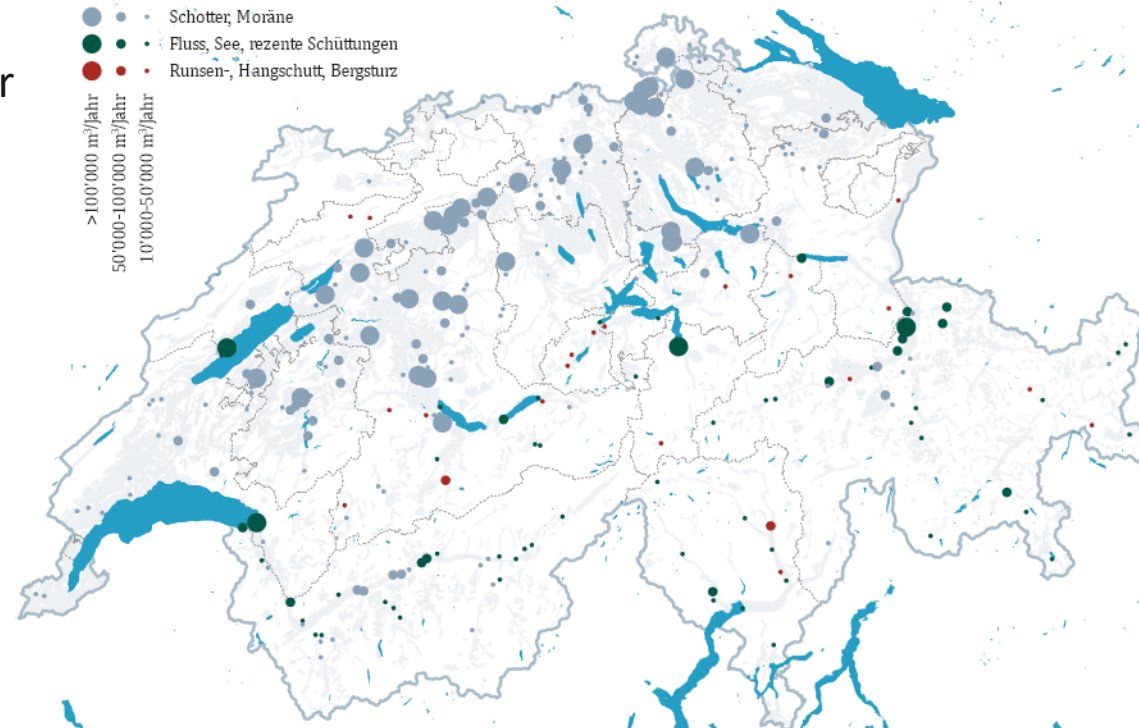 Schotter, Moräne
Fluss, See, rezente Schüttungen
r
Runsen-, Hangschutt, Bergsturz
>100'000 m³/Jahr
50'000-100'000 m³/Jahr
10'000-50'000 m³/Jahr